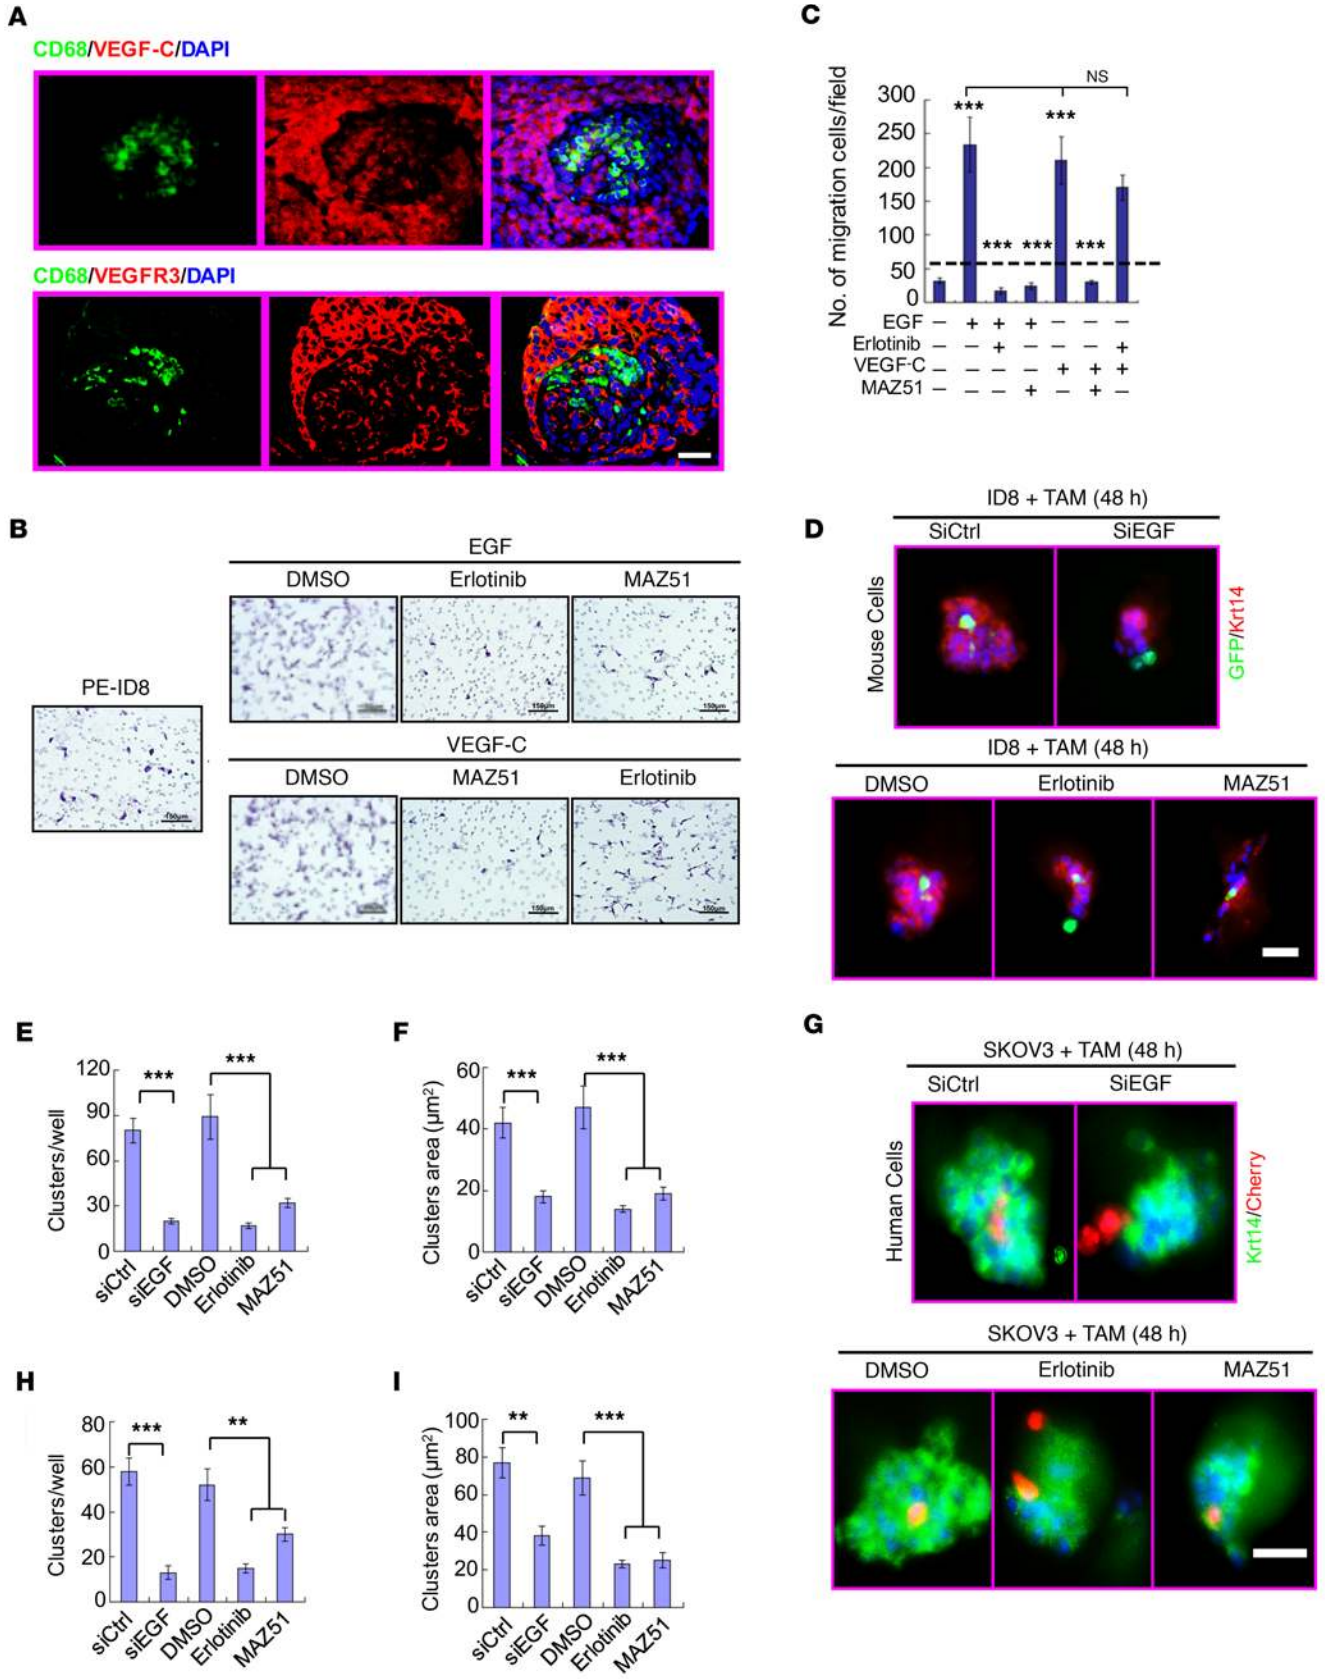 A
CD68/VEGF-C/DAPI
CD68/VEGFR3/DAPI
B
PE-ID8
150µm
EGF
DMSO Erlotinib MAZ51
150µm 150µm
VEGF-C
DMSO MAZ51 Erlotinib
150µm 150µm
C
NS
No. of migration cells/field
300
250
200
150
100
50
0
*** *** *** *** ***
EGF – + + + – – –
Erlotinib – – + – – – +
VEGF-C – – – – + + +
MAZ51 – – – + – + –
D
ID8 + TAM (48 h)
SiCtrl SiEGF
Mouse Cells
GFP/Krt14
ID8 + TAM (48 h)
DMSO Erlotinib MAZ51
E
Clusters/well
120
90
60
30
0
*** ***
siCtrl siEGF DMSO Erlotinib MAZ51
F
Clusters area (µm²)
60
40
20
0
*** ***
siCtrl siEGF DMSO Erlotinib MAZ51
G
SKOV3 + TAM (48 h)
SiCtrl SiEGF
Human Cells
Krt14/Cherry
SKOV3 + TAM (48 h)
DMSO Erlotinib MAZ51
H
Clusters/well
80
60
40
20
0
*** **
siCtrl siEGF DMSO Erlotinib MAZ51
I
Clusters area (µm²)
100
80
60
40
20
0
** ***
siCtrl siEGF DMSO Erlotinib MAZ51